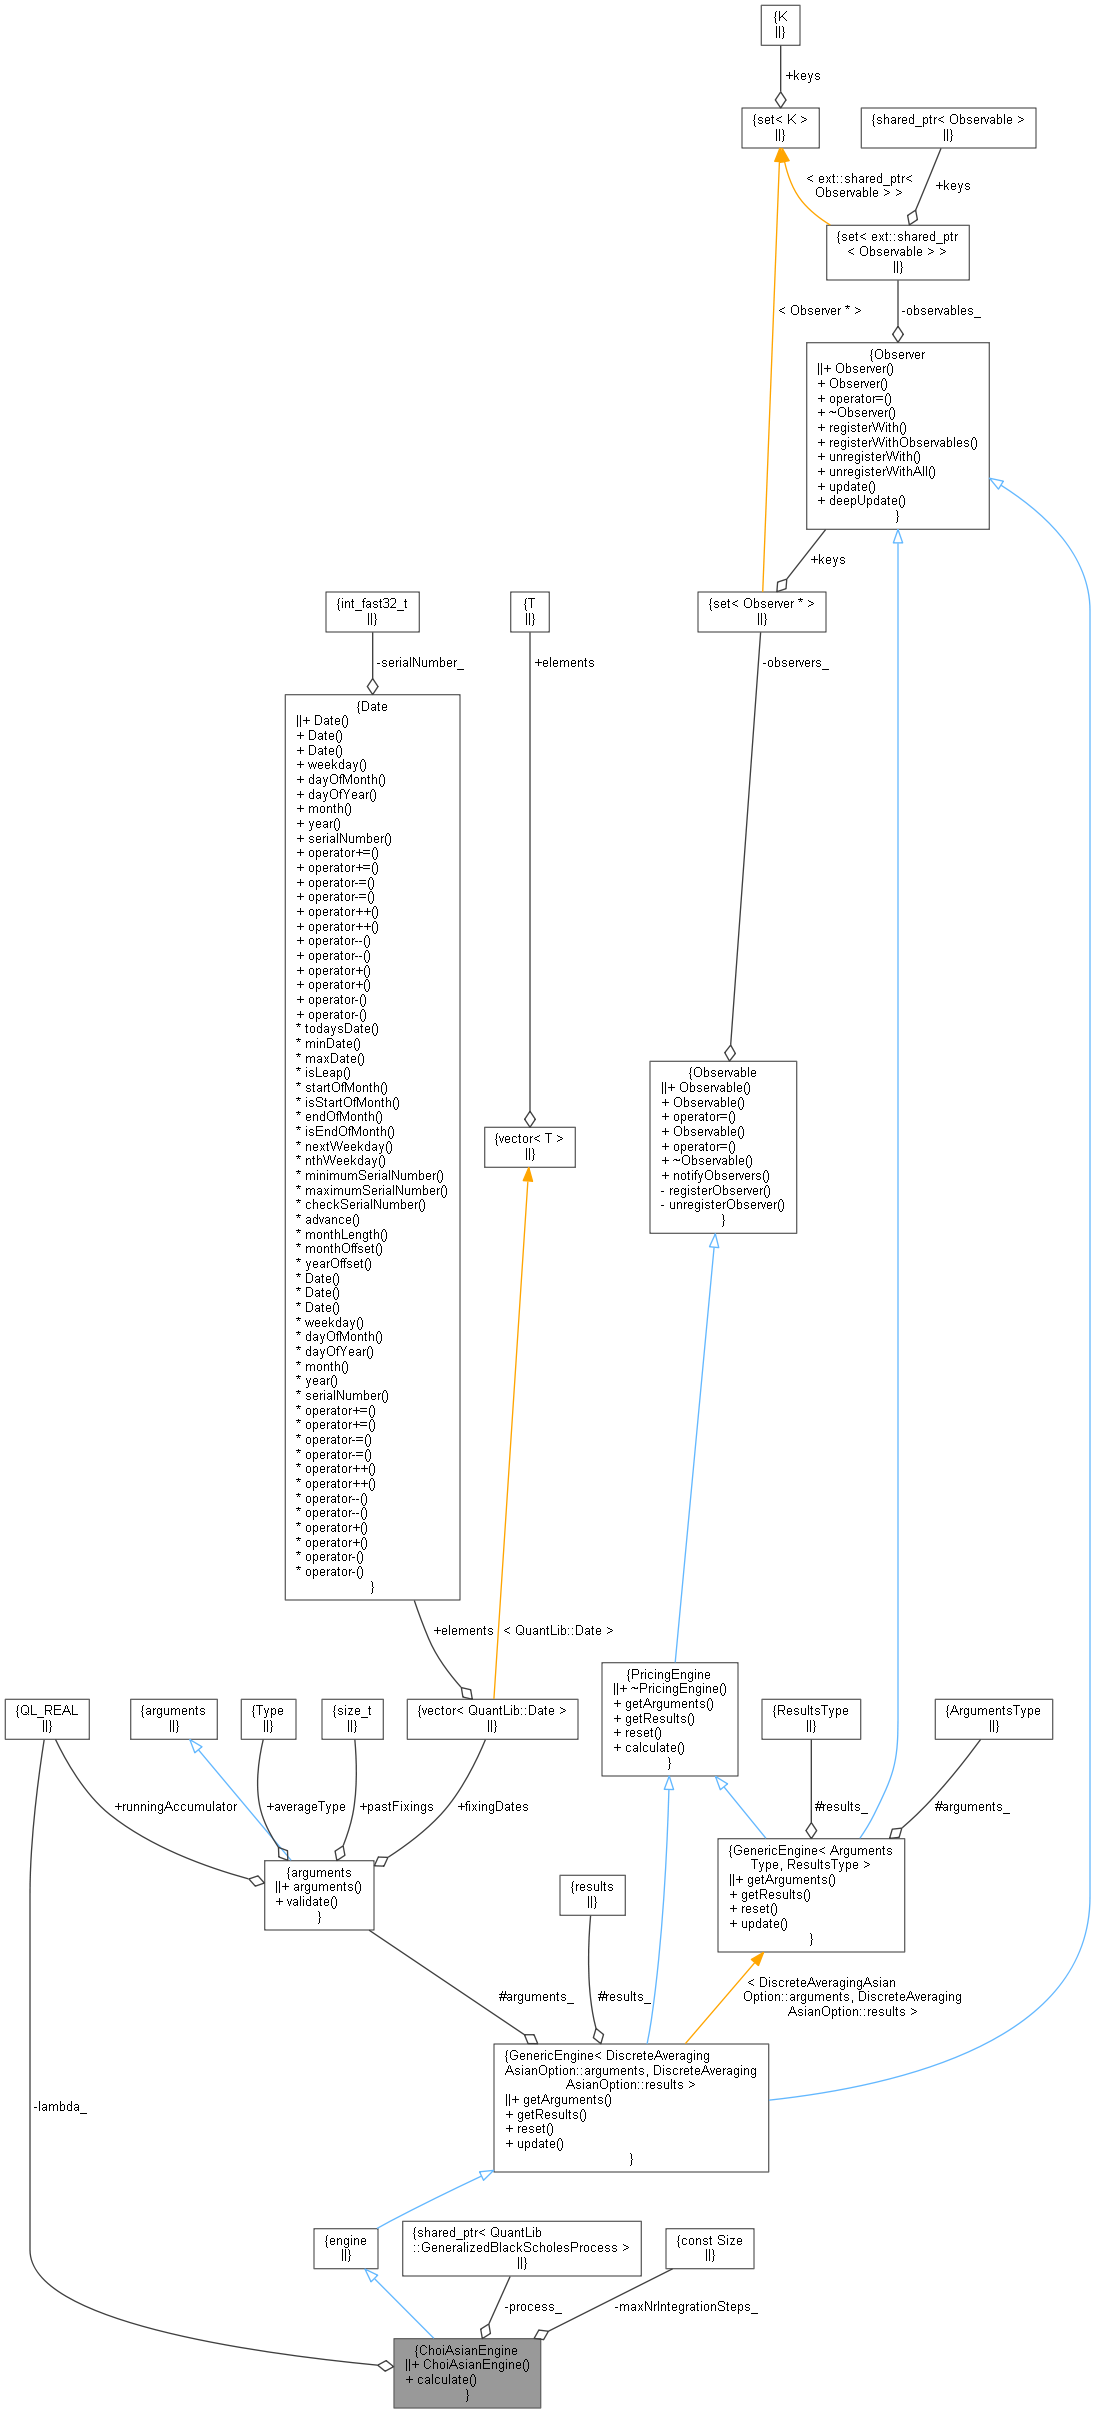 {K
||}
+keys
{set< K >
||}
{shared_ptr< Observable >
||}
< ext::shared_ptr<
Observable > >
+keys
{set< ext::shared_ptr
< Observable > >
||}
< Observer * >
-observables_
{Observer
||+ Observer()
+ Observer()
+ operator=()
+ ~Observer()
+ registerWith()
+ registerWithObservables()
+ unregisterWith()
+ unregisterWithAll()
+ update()
+ deepUpdate()
}
+keys
{int_fast32_t
||}
{T
||}
{set< Observer * >
||}
-serialNumber_
+elements
-observers_
{Date
||+ Date()
+ Date()
+ Date()
+ weekday()
+ dayOfMonth()
+ dayOfYear()
+ month()
+ year()
+ serialNumber()
+ operator+=()
+ operator+=()
+ operator-=()
+ operator-=()
+ operator++()
+ operator++()
+ operator--()
+ operator--()
+ operator+()
+ operator+()
+ operator-()
+ operator-()
* todaysDate()
* minDate()
* maxDate()
* isLeap()
* startOfMonth()
* isStartOfMonth()
* endOfMonth()
* isEndOfMonth()
* nextWeekday()
* nthWeekday()
* minimumSerialNumber()
* maximumSerialNumber()
* checkSerialNumber()
* advance()
* monthLength()
* monthOffset()
* yearOffset()
* Date()
* Date()
* Date()
* weekday()
* dayOfMonth()
* dayOfYear()
* month()
* year()
* serialNumber()
* operator+=()
* operator+=()
* operator-=()
* operator-=()
* operator++()
* operator++()
* operator--()
* operator--()
* operator+()
* operator+()
* operator-()
* operator-()
}
{vector< T >
||}
{Observable
||+ Observable()
+ Observable()
+ operator=()
+ Observable()
+ operator=()
+ ~Observable()
+ notifyObservers()
- registerObserver()
- unregisterObserver()
}
+elements
< QuantLib::Date >
{PricingEngine
||+ ~PricingEngine()
+ getArguments()
+ getResults()
+ reset()
+ calculate()
}
{QL_REAL
||}
{arguments
||}
{Type
||}
{size_t
||}
{vector< QuantLib::Date >
||}
{ResultsType
||}
{ArgumentsType
||}
+runningAccumulator
+averageType
+pastFixings
+fixingDates
#results_
#arguments_
{GenericEngine< Arguments
Type, ResultsType >
||+ getArguments()
+ getResults()
+ reset()
+ update()
}
{arguments
||+ arguments()
+ validate()
}
{results
||}
#arguments_
#results_
< DiscreteAveragingAsian
Option::arguments, DiscreteAveraging
AsianOption::results >
{GenericEngine< DiscreteAveraging
AsianOption::arguments, DiscreteAveraging
AsianOption::results >
||+ getArguments()
+ getResults()
+ reset()
+ update()
}
-lambda_
{engine
||}
{shared_ptr< QuantLib
::GeneralizedBlackScholesProcess >
||}
{const Size
||}
-process_
-maxNrIntegrationSteps_
{ChoiAsianEngine
||+ ChoiAsianEngine()
+ calculate()
}